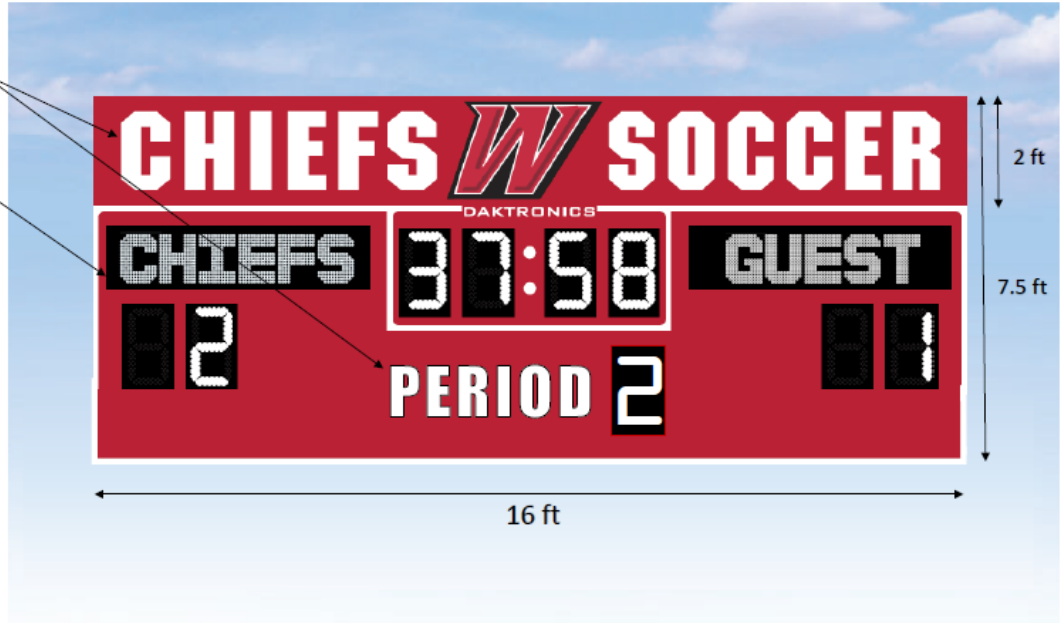 CHIEFS W SOCCER
2 ft
DAKTRONICS
CHIEFS 37:58 GUEST
7.5 ft
2 1
PERIOD 2
16 ft